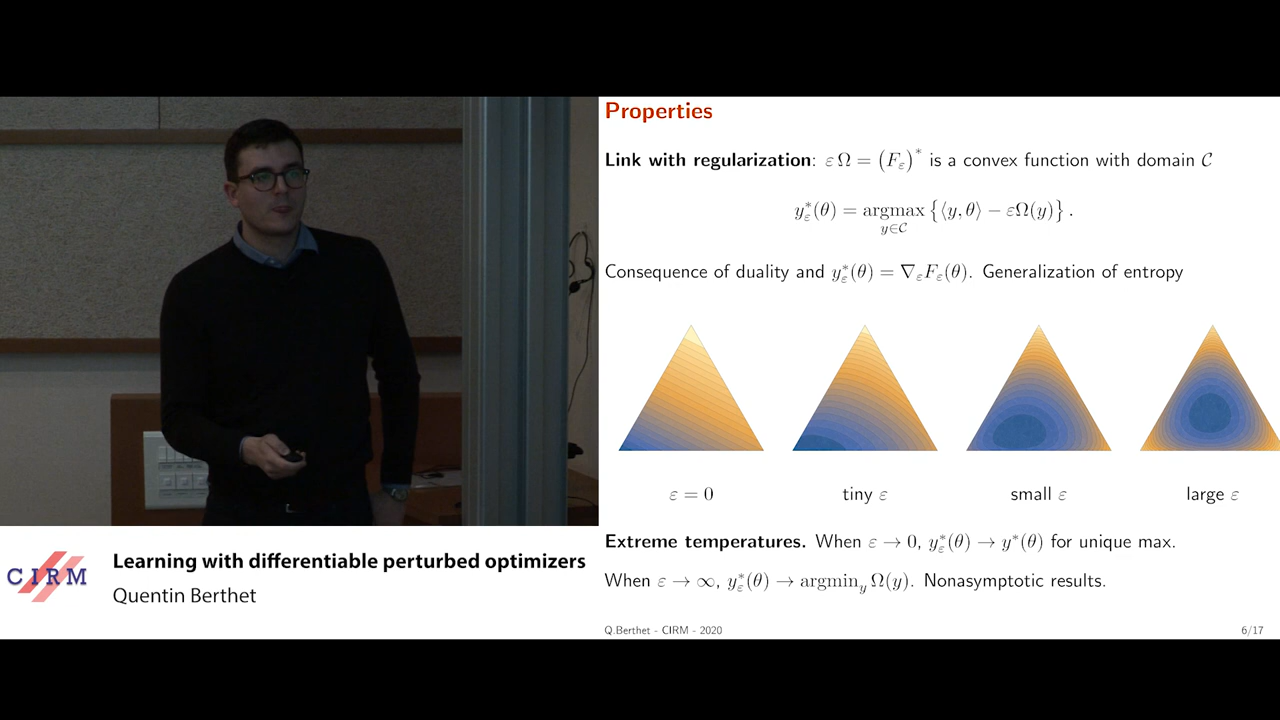 Properties
Link with regularization: ε Ω = (F_ε)^* is a convex function with domain 𝒞
y^*_ε(θ) = argmax_{y∈𝒞} {⟨y, θ⟩ − εΩ(y)} .
Consequence of duality and y^*_ε(θ) = ∇_ε F_ε(θ). Generalization of entropy
ε = 0 tiny ε small ε large ε
Extreme temperatures. When ε → 0, y^*_ε(θ) → y^*(θ) for unique max.
When ε → ∞, y^*_ε(θ) → argmin_y Ω(y). Nonasymptotic results.
Q.Berthet - CIRM - 2020 6/17
CIRM
Learning with differentiable perturbed optimizers
Quentin Berthet